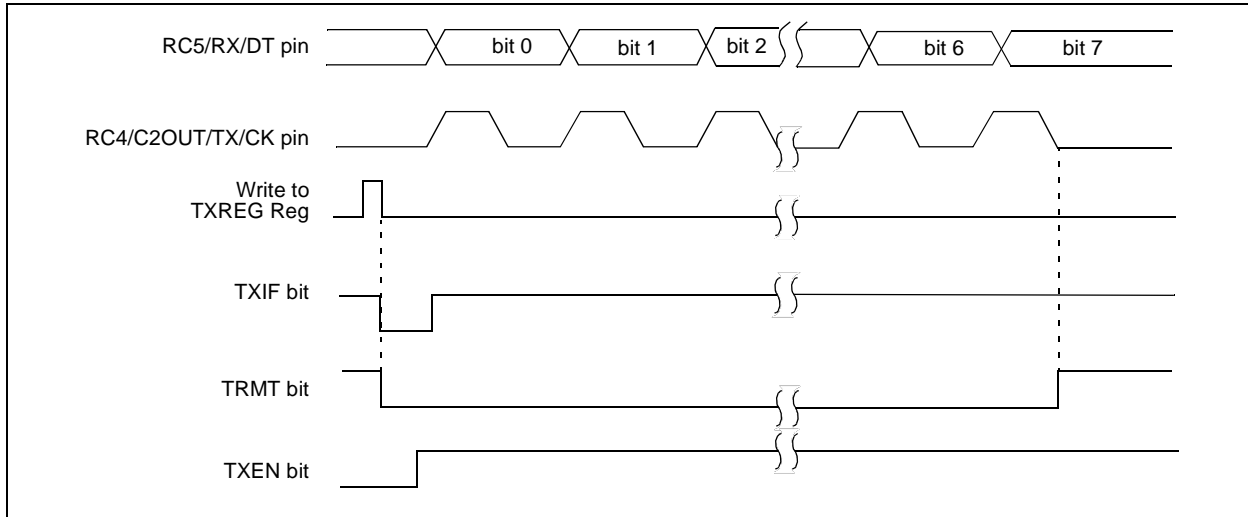 RC5/RX/DT pin
bit 0
bit 1
bit 2
bit 6
bit 7
RC4/C2OUT/TX/CK pin
Write to
TXREG Reg
TXIF bit
TRMT bit
TXEN bit